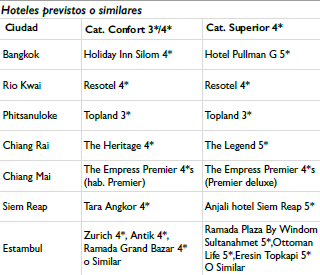 Hoteles previstos o similares
Ciudad Cat. Confort 3*/4* Cat. Superior 4*
Bangkok Holiday Inn Silom 4* Hotel Pullman G 5*
Rio Kwai Resotel 4* Resotel 4*
Phitsanuloke Topland 3* Topland 3*
Chiang Rai The Heritage 4* The Legend 5*
Chiang Mai The Empress Premier 4*s (hab. Premier) The Empress Premier 4*s (Premier deluxe)
Siem Reap Tara Angkor 4* Anjali hotel Siem Reap 5*
Estambul Zurich 4*, Antik 4*, Ramada Grand Bazar 4* o Similar Ramada Plaza By Windom Sultanahmet 5*,Ottoman Life 5*,Eresin Topkapi 5* O Similar